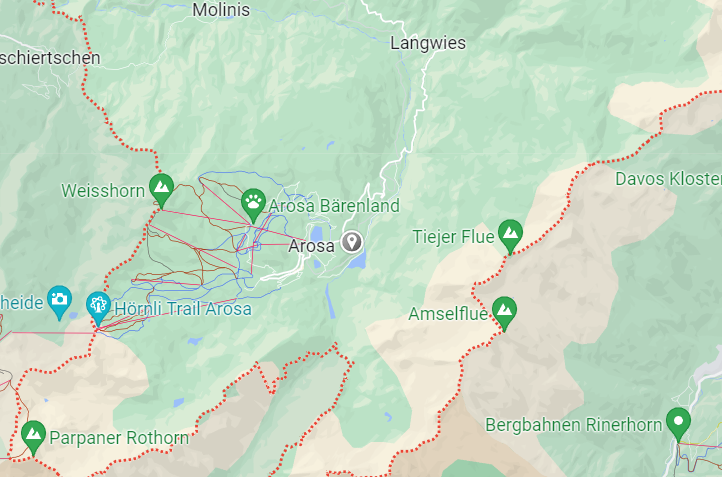 Molinis
Langwies
schiertschen
Weisshorn
Davos Kloster
Arosa Bärenland
Tiejer Flue
Arosa
heide
Hörnli Trail Arosa
Amselflue
Bergbahnen Rinerhorn
Parpaner Rothorn